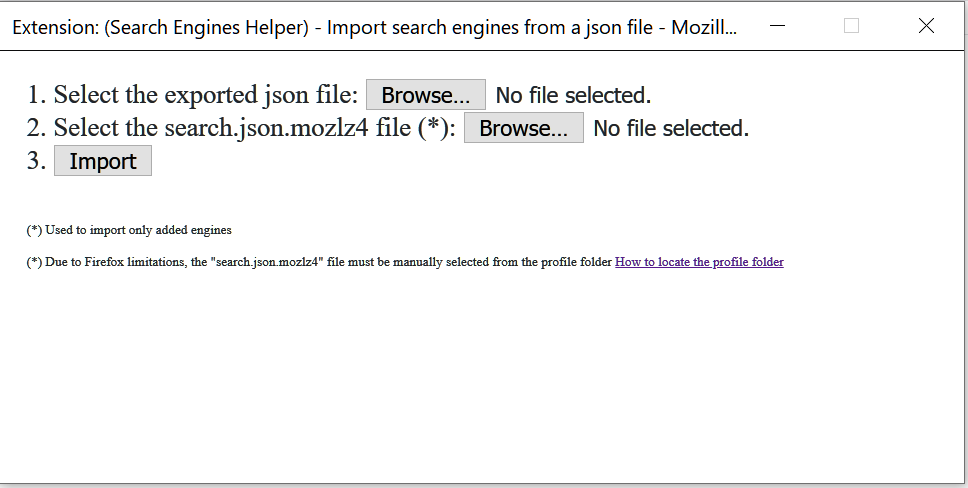 Extension: (Search Engines Helper) - Import search engines from a json file - Mozill...
1. Select the exported json file: Browse... No file selected.
2. Select the search.json.mozlz4 file (*): Browse... No file selected.
3. Import
(*) Used to import only added engines
(*) Due to Firefox limitations, the "search.json.mozlz4" file must be manually selected from the profile folder How to locate the profile folder